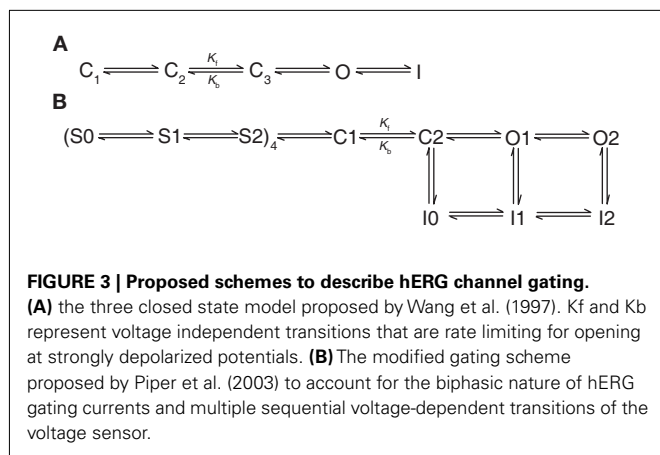 A
Kf
C1 C2 C3 O I
Kb
B
Kf
(S0 S1 S2)4 C1 C2 O1 O2
Kb
I0 I1 I2
FIGURE 3 | Proposed schemes to describe hERG channel gating.
(A) the three closed state model proposed by Wang et al. (1997). Kf and Kb
represent voltage independent transitions that are rate limiting for opening
at strongly depolarized potentials. (B) The modified gating scheme
proposed by Piper et al. (2003) to account for the biphasic nature of hERG
gating currents and multiple sequential voltage-dependent transitions of the
voltage sensor.